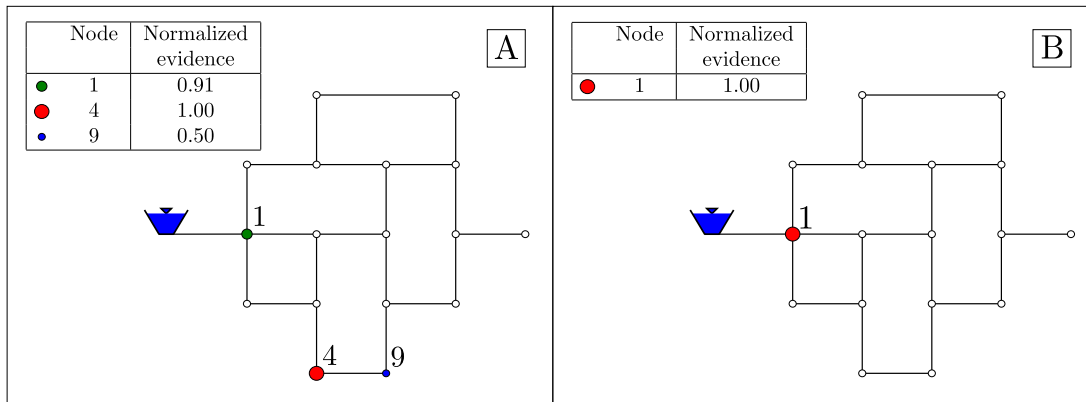 Node Normalized
evidence
1 0.91
4 1.00
9 0.50
A
1
4
9
Node Normalized
evidence
1 1.00
B
1